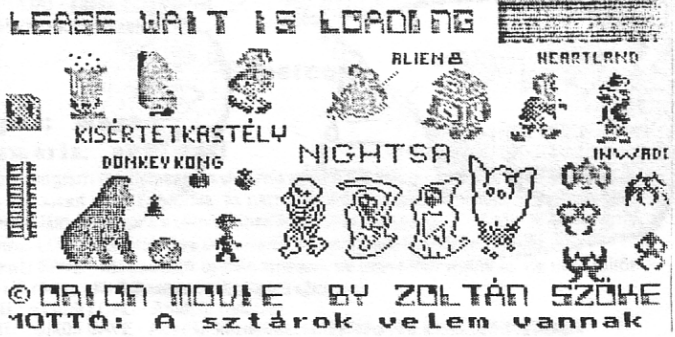 LEASE WAIT IS LOADING
ALIEN 8
HEARTLAND
KISÉRTETKASTÉLY
DONKEY KONG
NIGHTSA
INWADE
© ORION MOVIE BY ZOLTÁN SZÖKE
MOTTÓ: A sztárok velem vannak